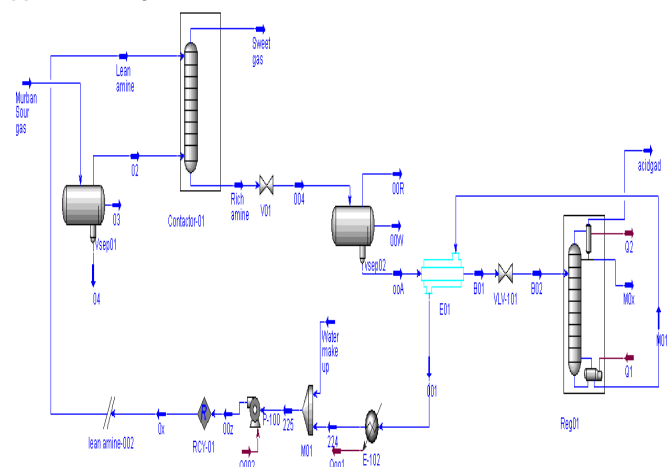 Sweet
gas
Lean
amine
Murban
Sour
gas
02
03
Vsep01
04
Contactor-01
Rich
amine
V01
004
00R
00W
Vsep02
ooA
E01
B01
VLV-101
B02
acidgad
Q2
M0x
Q1
M01
Reg01
Water
make
up
001
lean amine-002
0x
RCY-01
00z
P-100
Q002
225
M01
224
E-102